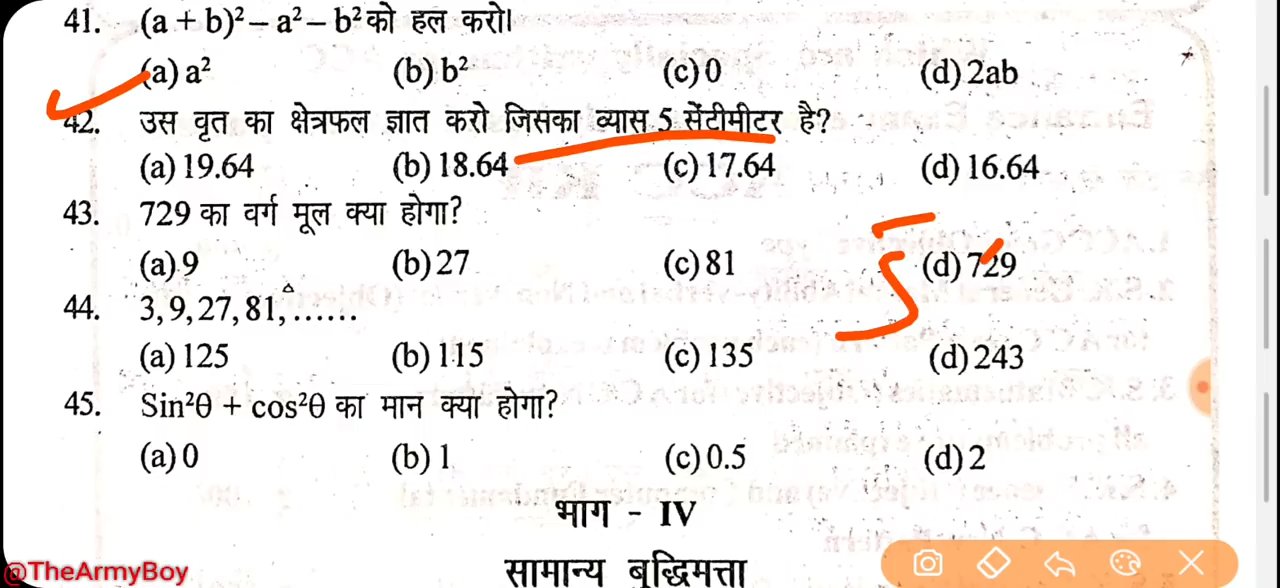 41. (a + b)² – a² – b² को हल करो।
(a) a² (b) b² (c) 0 (d) 2ab
42. उस वृत का क्षेत्रफल ज्ञात करो जिसका व्यास 5 सेंटीमीटर है?
(a) 19.64 (b) 18.64 (c) 17.64 (d) 16.64
43. 729 का वर्ग मूल क्या होगा?
(a) 9 (b) 27 (c) 81 (d) 729
5
44. 3, 9, 27, 81, ......
(a) 125 (b) 115 (c) 135 (d) 243
45. Sin²θ + cos²θ का मान क्या होगा?
(a) 0 (b) 1 (c) 0.5 (d) 2
भाग - IV
सामान्य बुद्धिमत्ता
@TheArmyBoy